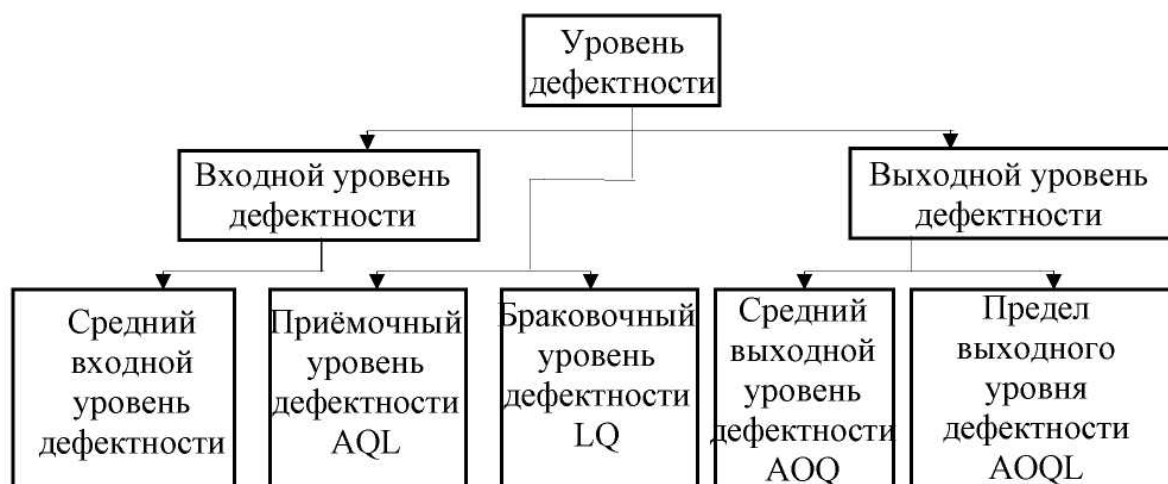 Уровень
дефектности
Входной уровень
дефектности
Выходной уровень
дефектности
Средний
входной
уровень
дефектности
Приёмочный
уровень
дефектности
AQL
Браковочный
уровень
дефектности
LQ
Средний
выходной
уровень
дефектности
AOQ
Предел
выходного
уровня
дефектности
AOQL